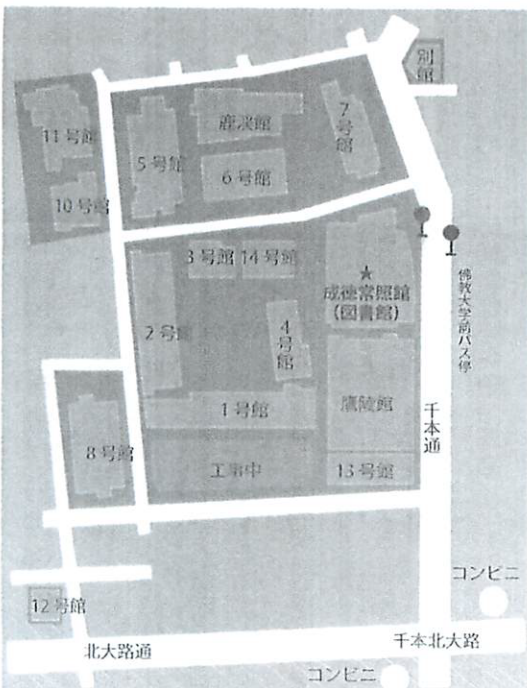 別館
11号館
5号館
鹿渓館
7号館
6号館
10号館
3号館
14号館
★
成徳常照館
(図書館)
佛教大学前バス停
2号館
4号館
1号館
鷹陵館
千本通
8号館
工事中
13号館
コンビニ
12号館
北大路通
千本北大路
コンビニ